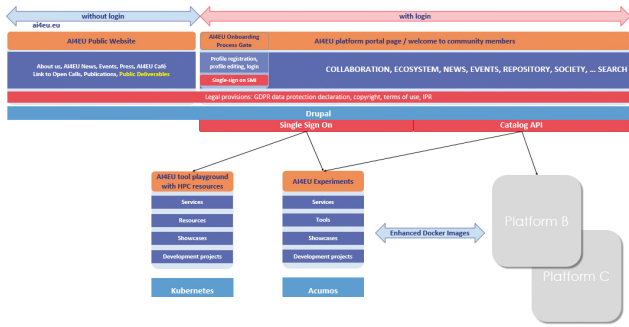 without login
with login
ai4eu.eu
AI4EU Public Website
AI4EU Onboarding
Process Gate
AI4EU platform portal page / welcome to community members
About us, AI4EU News, Events, Press, AI4EU Café
Link to Open Calls, Publications, Public Deliverables
Profile registration,
profile editing, login
Single-sign on SMI
COLLABORATION, ECOSYSTEM, NEWS, EVENTS, REPOSITORY, SOCIETY, ... SEARCH
Legal provisions: GDPR data protection declaration, copyright, terms of use, IPR
Drupal
Single Sign On
Catalog API
AI4EU tool playground
with HPC resources
Services
Resources
Showcases
Development projects
Kubernetes
AI4EU Experiments
Services
Tools
Showcases
Development projects
Acumos
Enhanced Docker Images
Platform B
Platform C